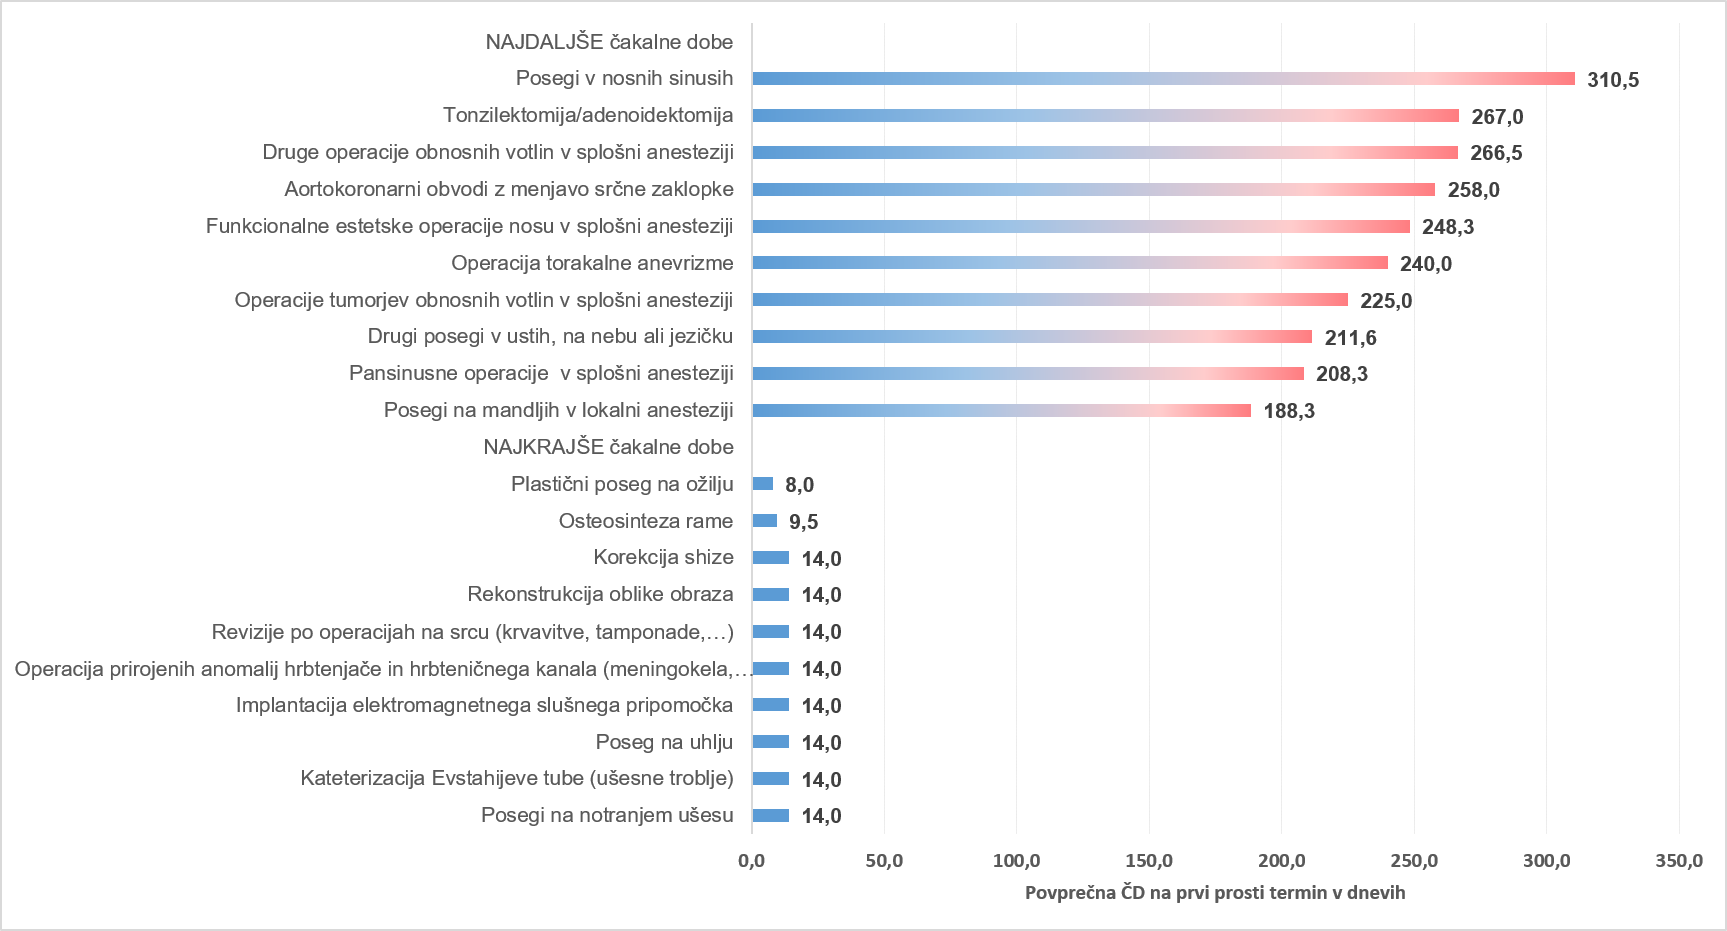 NAJDALJŠE čakalne dobe
Posegi v nosnih sinusih 310,5
Tonzilektomija/adenoidektomija 267,0
Druge operacije obnosnih votlin v splošni anesteziji 266,5
Aortokoronarni obvodi z menjavo srčne zaklopke 258,0
Funkcionalne estetske operacije nosu v splošni anesteziji 248,3
Operacija torakalne anevrizme 240,0
Operacije tumorjev obnosnih votlin v splošni anesteziji 225,0
Drugi posegi v ustih, na nebu ali jezičku 211,6
Pansinusne operacije  v splošni anesteziji 208,3
Posegi na mandljih v lokalni anesteziji 188,3
NAJKRAJŠE čakalne dobe
Plastični poseg na ožilju 8,0
Osteosinteza rame 9,5
Korekcija shize 14,0
Rekonstrukcija oblike obraza 14,0
Revizije po operacijah na srcu (krvavitve, tamponade,…) 14,0
Operacija prirojenih anomalij hrbtenjače in hrbteničnega kanala (meningokela,… 14,0
Implantacija elektromagnetnega slušnega pripomočka 14,0
Poseg na uhlju 14,0
Kateterizacija Evstahijeve tube (ušesne troblje) 14,0
Posegi na notranjem ušesu 14,0
0,0 50,0 100,0 150,0 200,0 250,0 300,0 350,0
Povprečna ČD na prvi prosti termin v dnevih